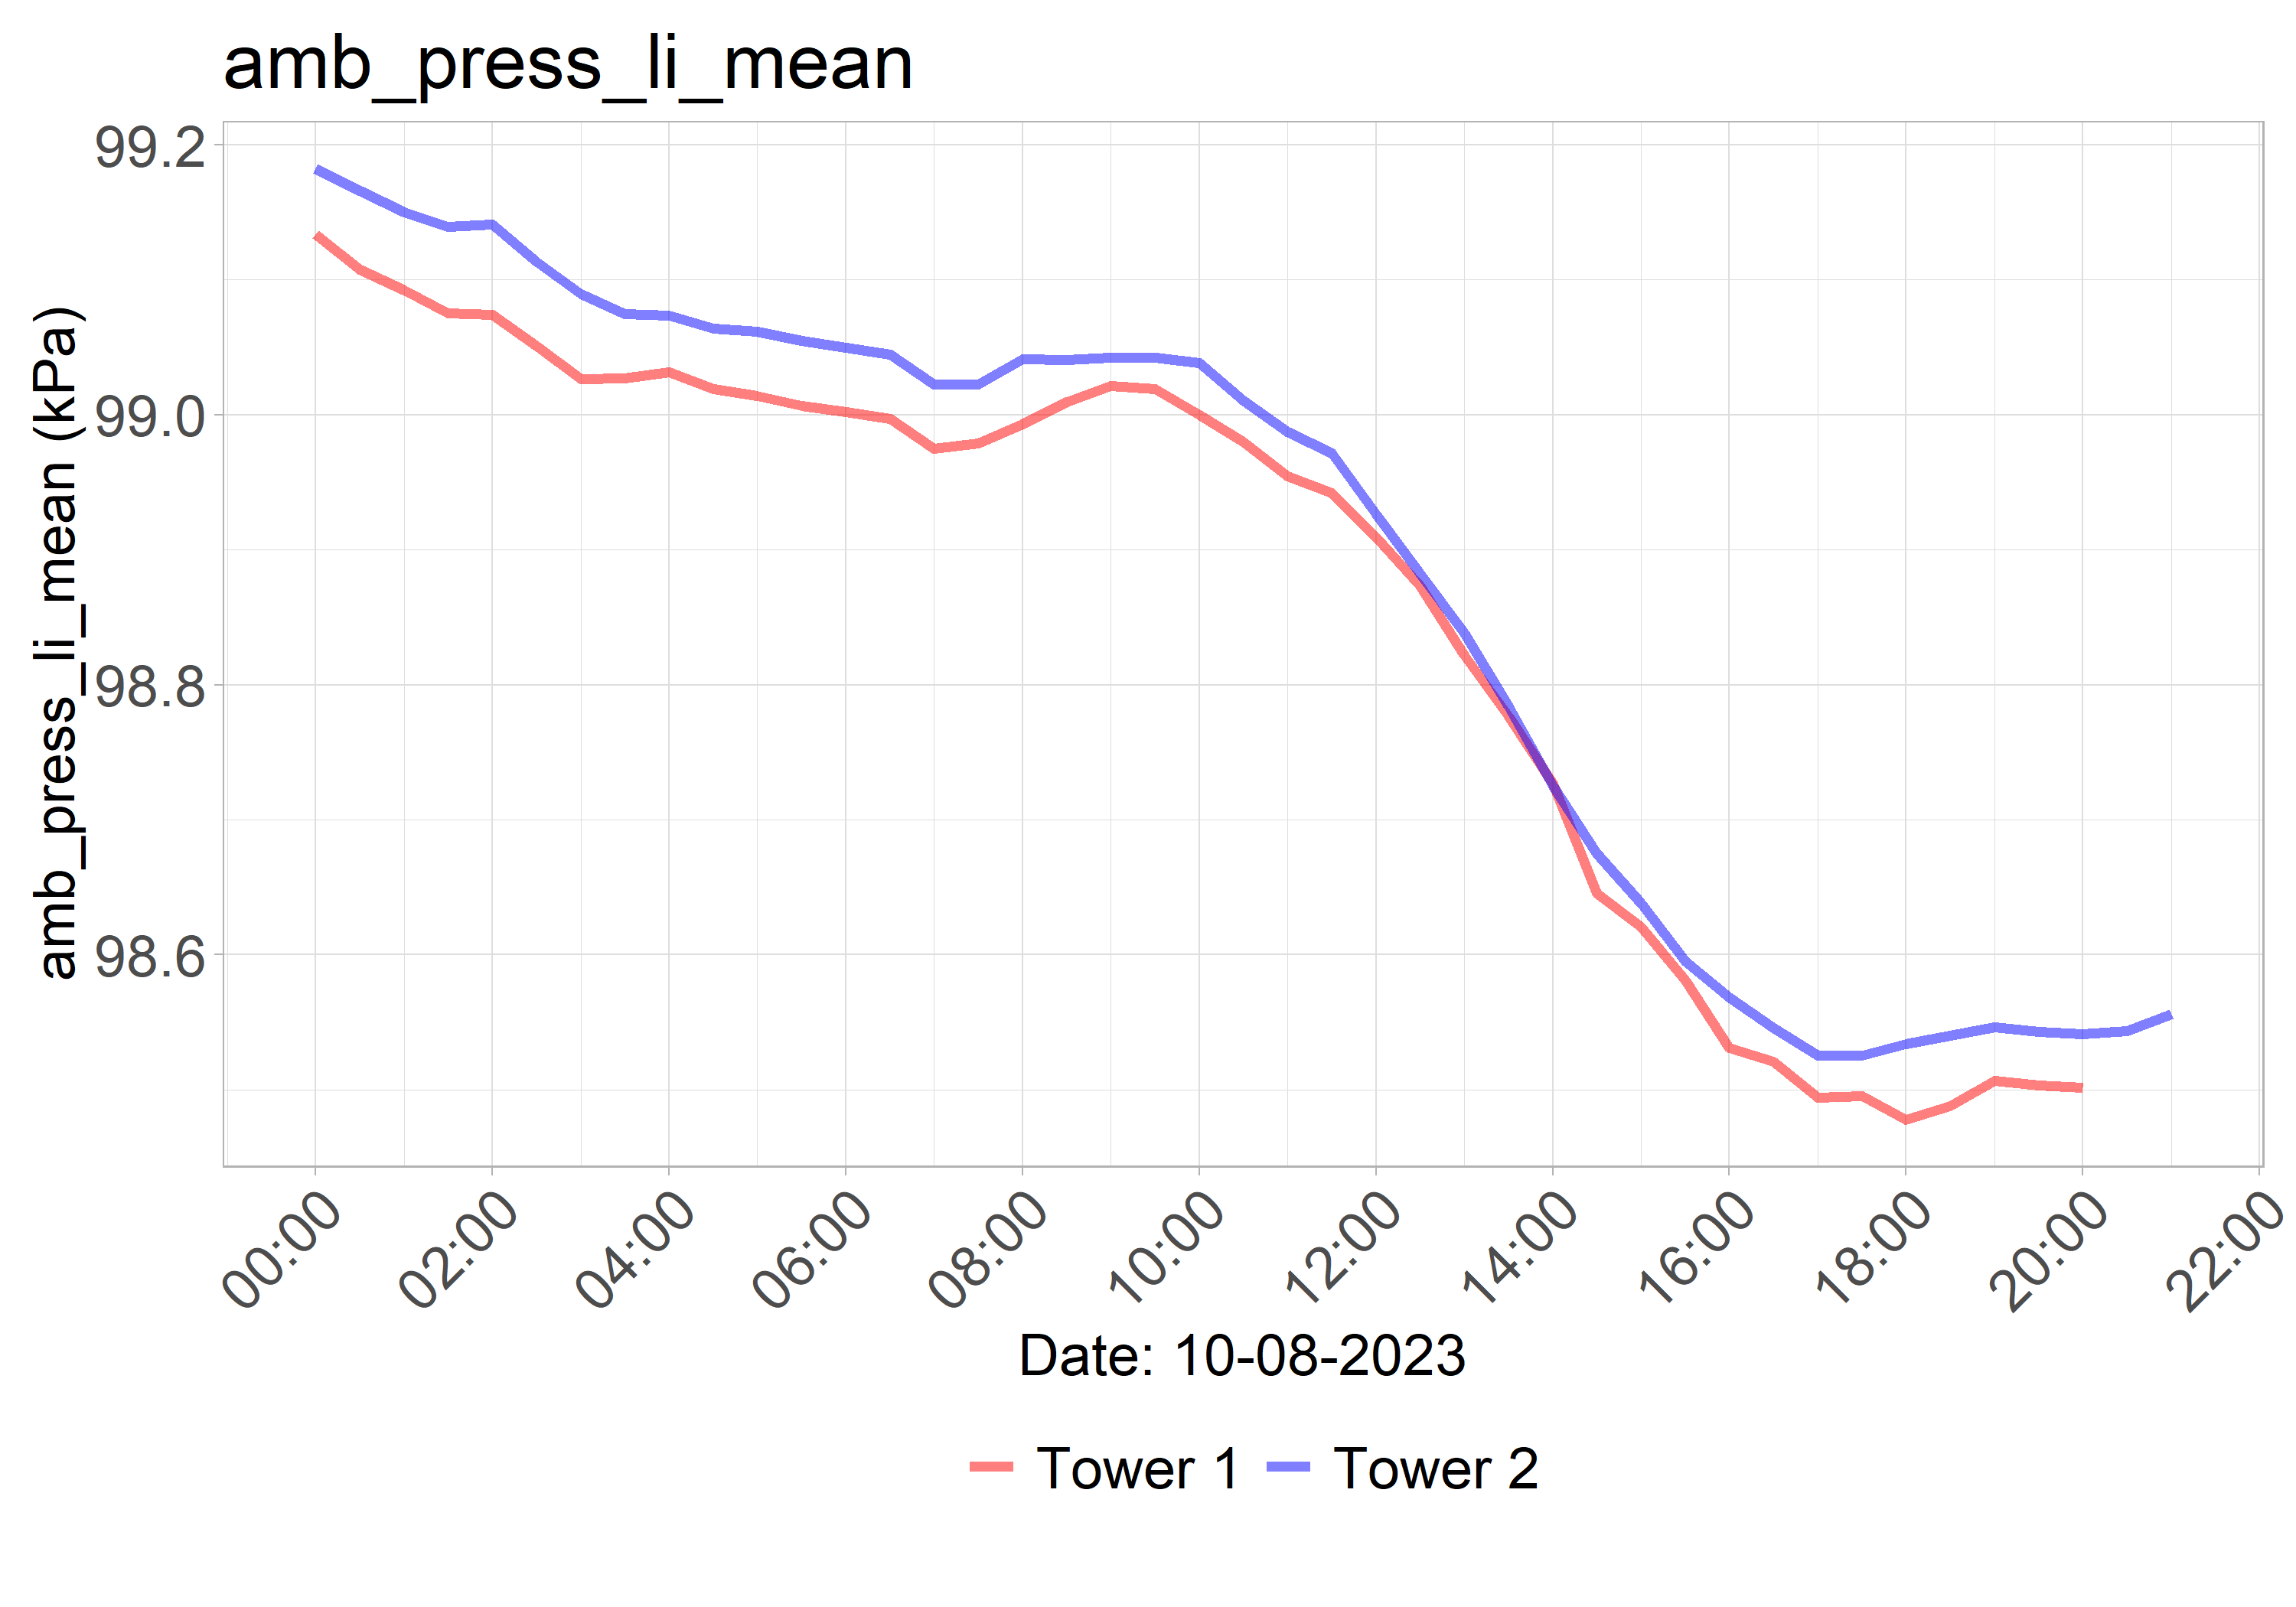 amb_press_li_mean
amb_press_li_mean (kPa)
99.2
99.0
98.8
98.6
00:00 02:00 04:00 06:00 08:00 10:00 12:00 14:00 16:00 18:00 20:00 22:00
Date: 10-08-2023
Tower 1 Tower 2